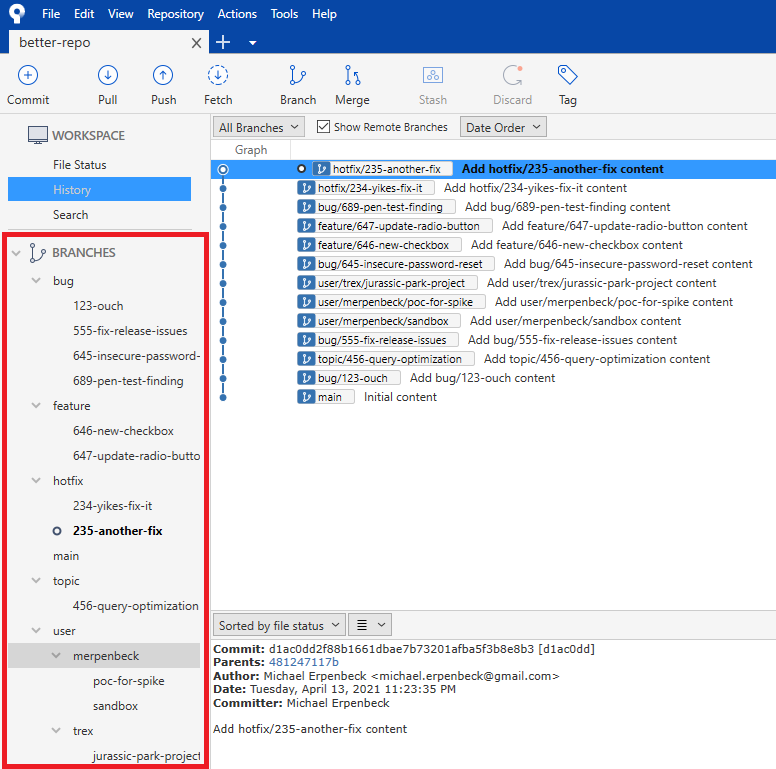 File Edit View Repository Actions Tools Help
better-repo
Commit Pull Push Fetch Branch Merge Stash Discard Tag
WORKSPACE
File Status
History
Search
BRANCHES
bug
123-ouch
555-fix-release-issues
645-insecure-password-
689-pen-test-finding
feature
646-new-checkbox
647-update-radio-butto
hotfix
234-yikes-fix-it
235-another-fix
main
topic
456-query-optimization
user
merpenbeck
poc-for-spike
sandbox
trex
jurassic-park-project
All Branches Show Remote Branches Date Order
Graph
hotfix/235-another-fix Add hotfix/235-another-fix content
hotfix/234-yikes-fix-it Add hotfix/234-yikes-fix-it content
bug/689-pen-test-finding Add bug/689-pen-test-finding content
feature/647-update-radio-button Add feature/647-update-radio-button content
feature/646-new-checkbox Add feature/646-new-checkbox content
bug/645-insecure-password-reset Add bug/645-insecure-password-reset content
user/trex/jurassic-park-project Add user/trex/jurassic-park-project content
user/merpenbeck/poc-for-spike Add user/merpenbeck/poc-for-spike content
user/merpenbeck/sandbox Add user/merpenbeck/sandbox content
bug/555-fix-release-issues Add bug/555-fix-release-issues content
topic/456-query-optimization Add topic/456-query-optimization content
bug/123-ouch Add bug/123-ouch content
main Initial content
Sorted by file status
Commit: d1ac0dd2f88b1661dbae7b73201afba5f3b8e8b3 [d1ac0dd]
Parents: 481247117b
Author: Michael Erpenbeck <michael.erpenbeck@gmail.com>
Date: Tuesday, April 13, 2021 11:23:35 PM
Committer: Michael Erpenbeck
Add hotfix/235-another-fix content